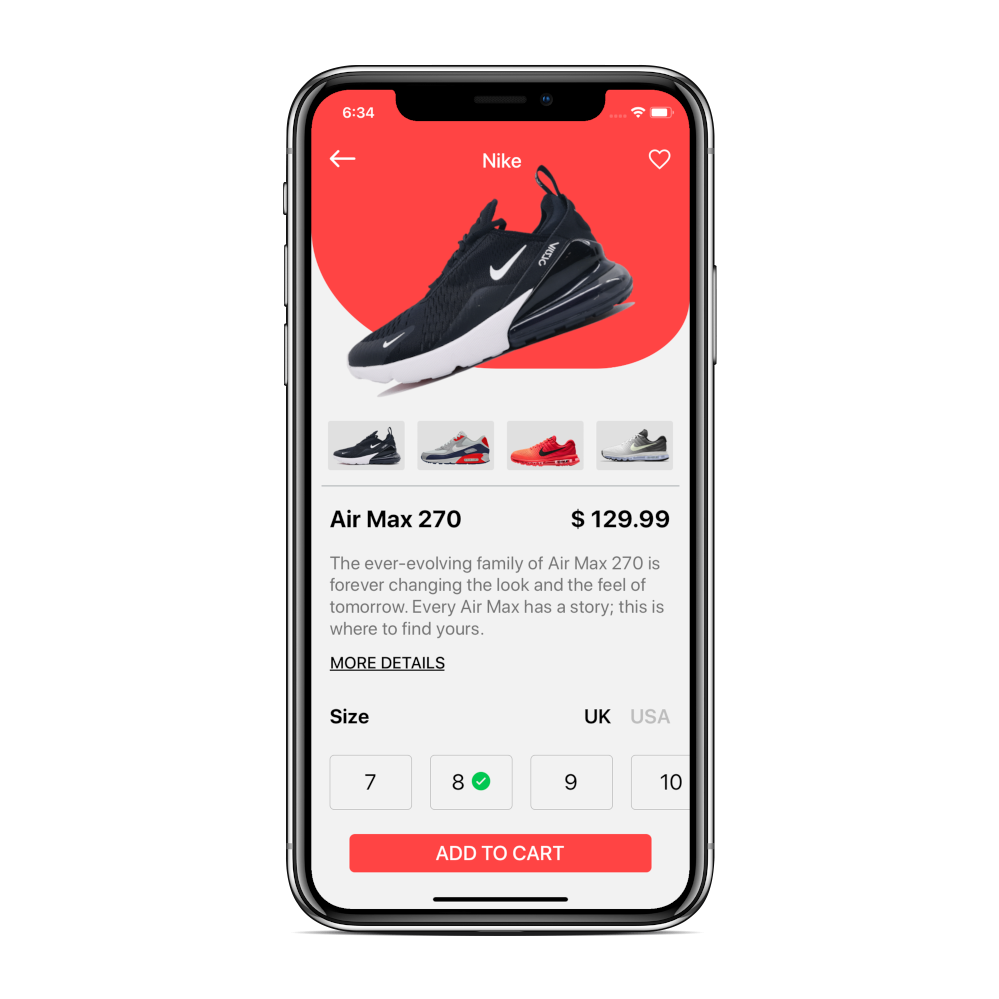 6:34
Nike
Air Max 270
$ 129.99
The ever-evolving family of Air Max 270 is
forever changing the look and the feel of
tomorrow. Every Air Max has a story; this is
where to find yours.
MORE DETAILS
Size
UK
USA
7
8
9
10
ADD TO CART